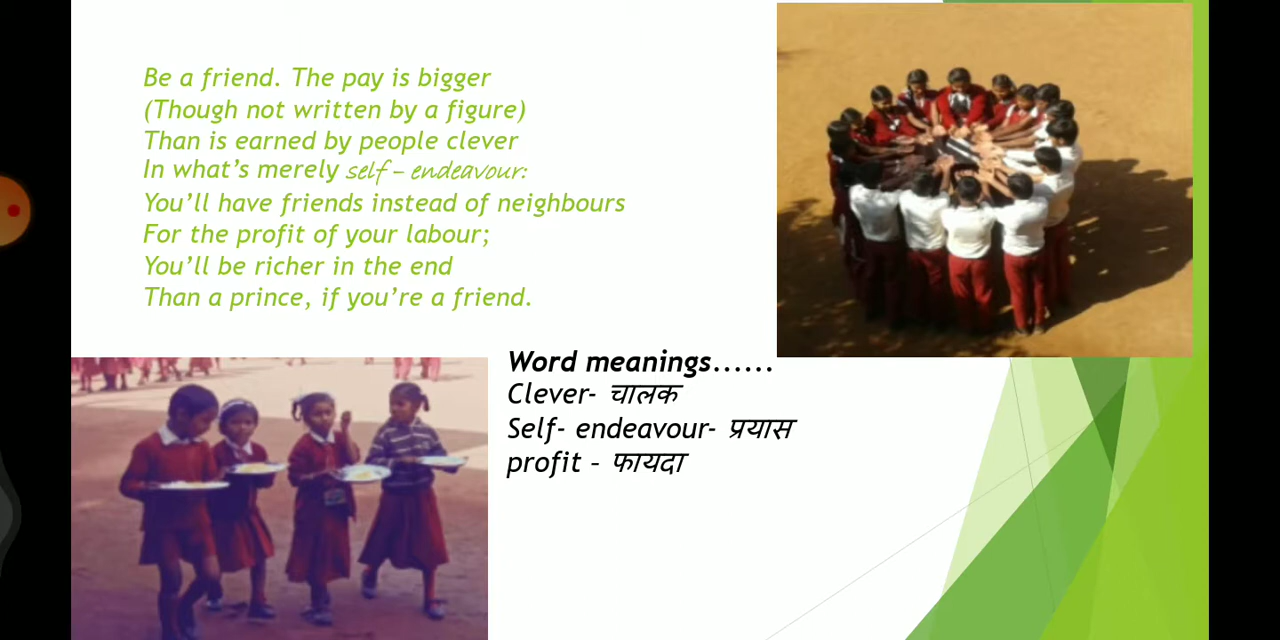 Be a friend. The pay is bigger
(Though not written by a figure)
Than is earned by people clever
In what's merely self – endeavour:
You'll have friends instead of neighbours
For the profit of your labour;
You'll be richer in the end
Than a prince, if you're a friend.
Word meanings......
Clever- चालक
Self- endeavour- प्रयास
profit – फायदा